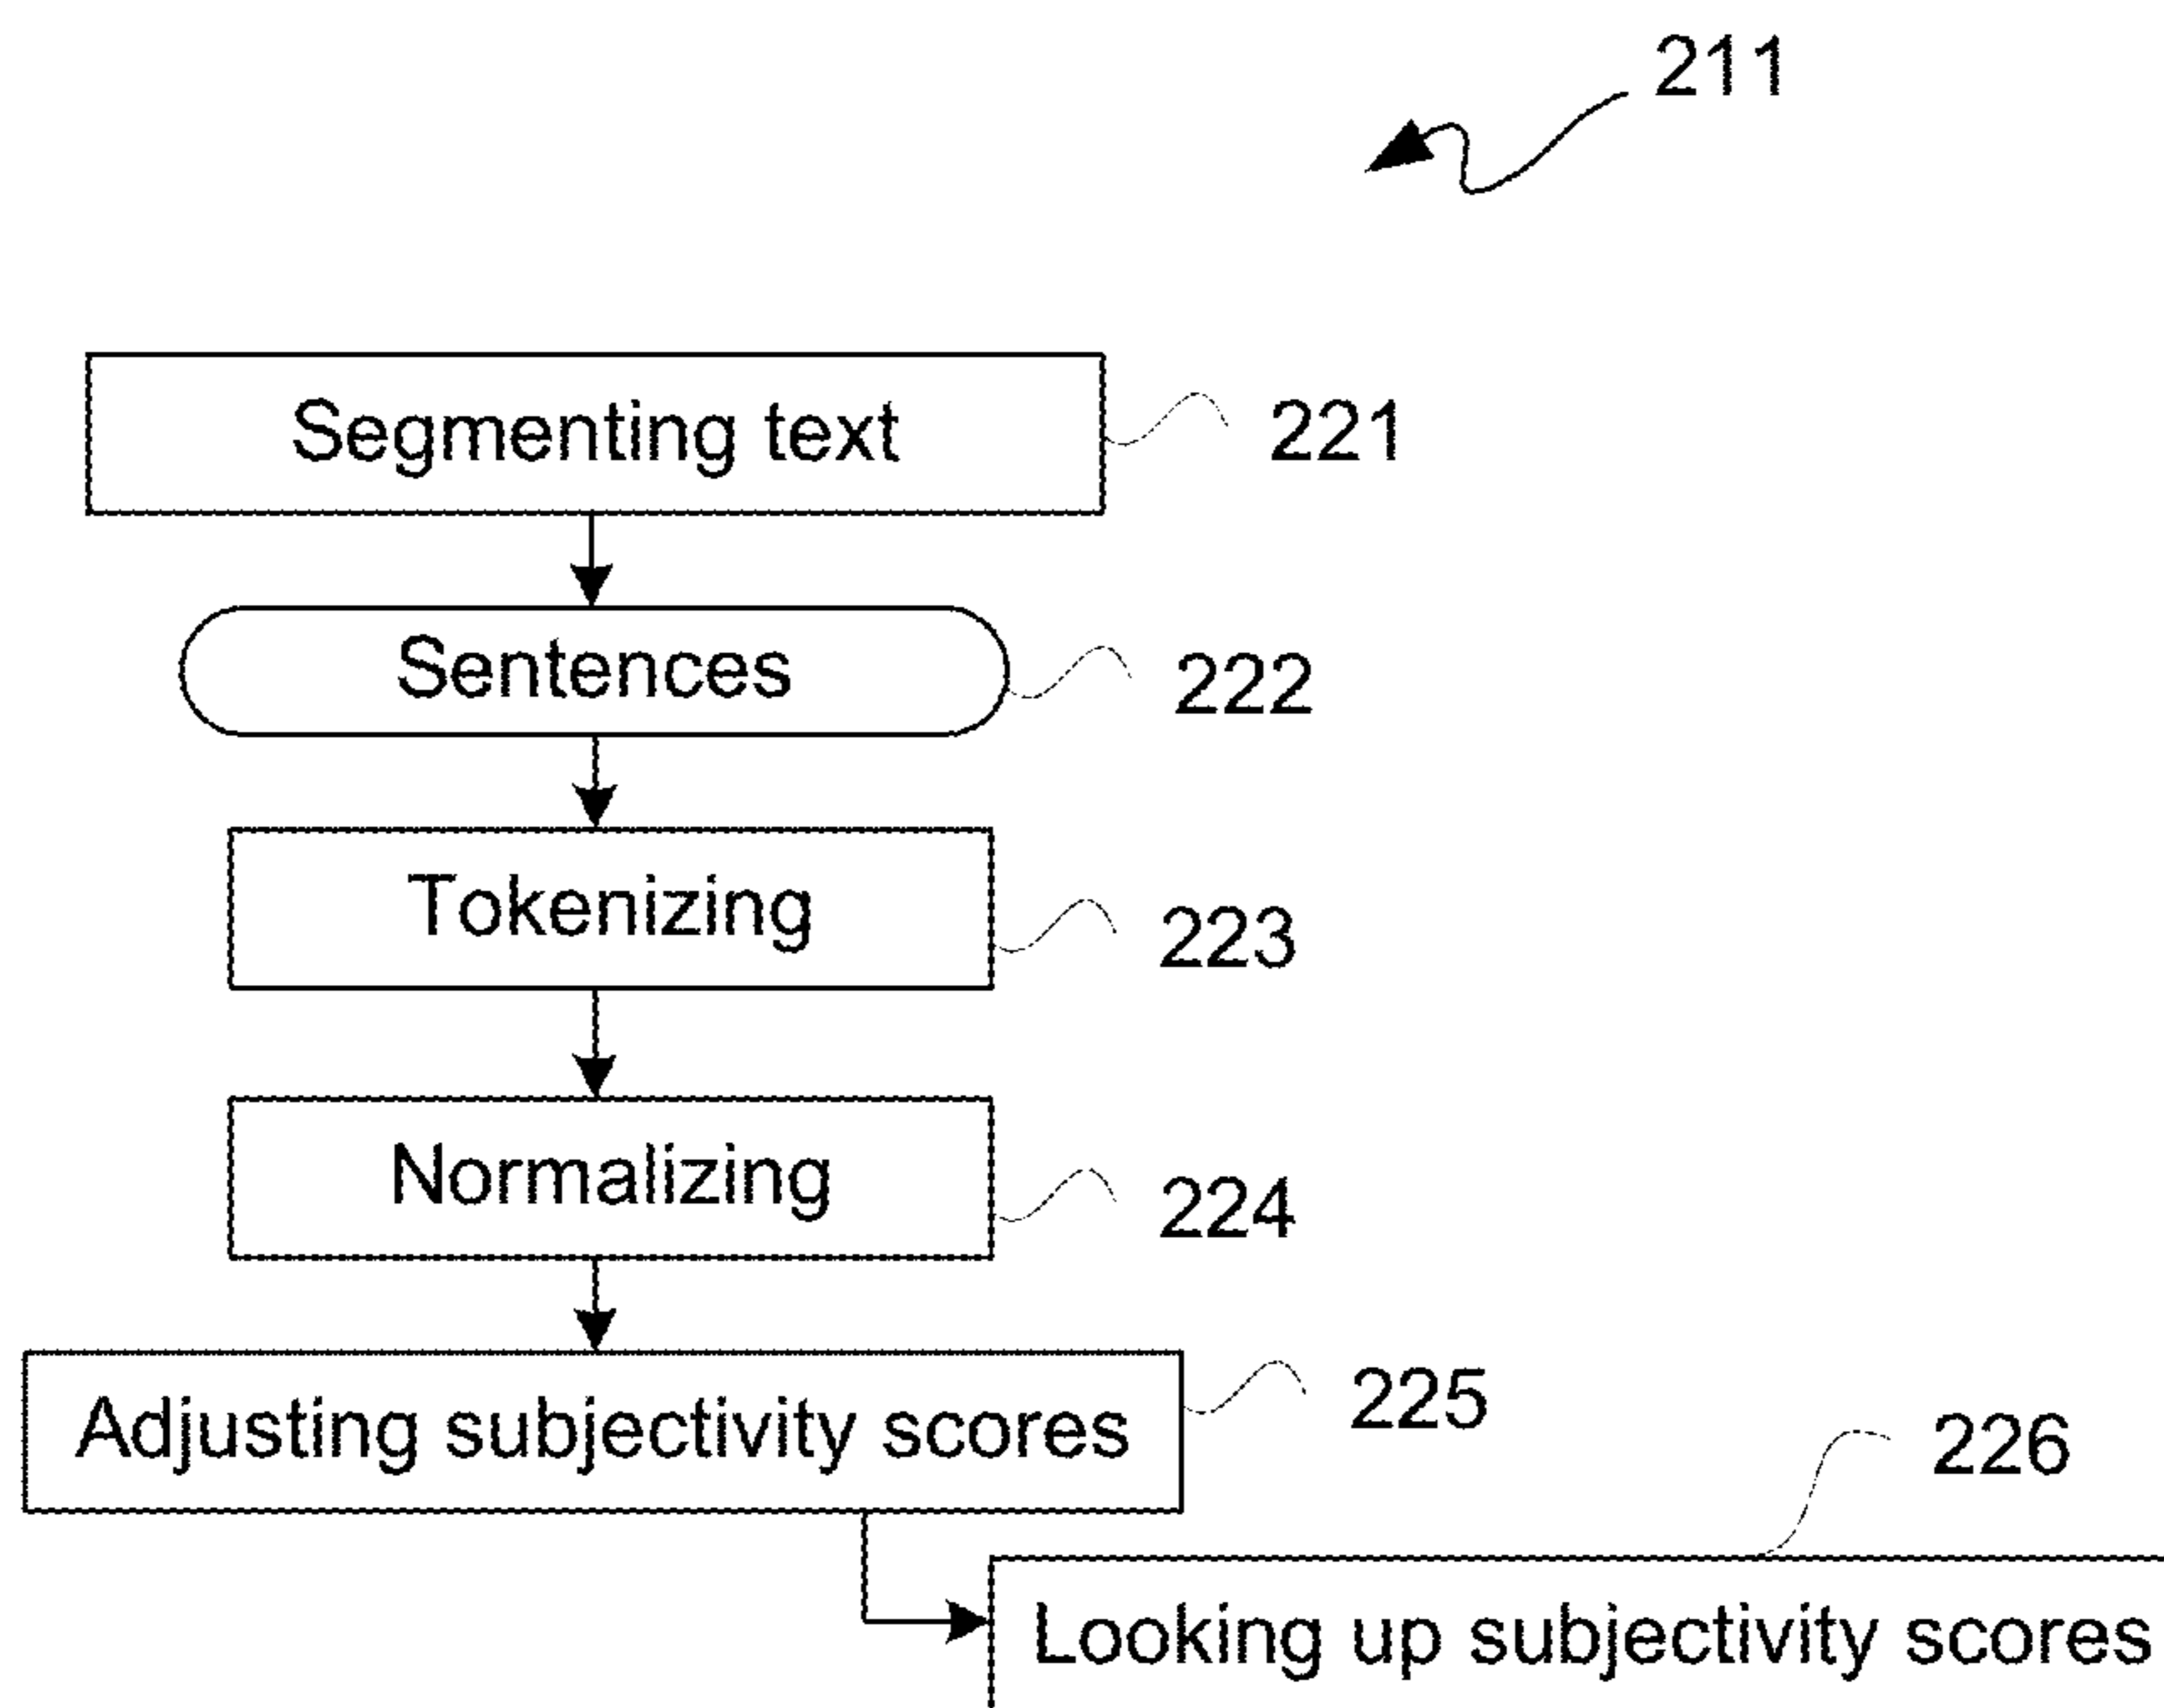 211
Segmenting text
221
Sentences
222
Tokenizing
223
Normalizing
224
Adjusting subjectivity scores
225
226
Looking up subjectivity scores